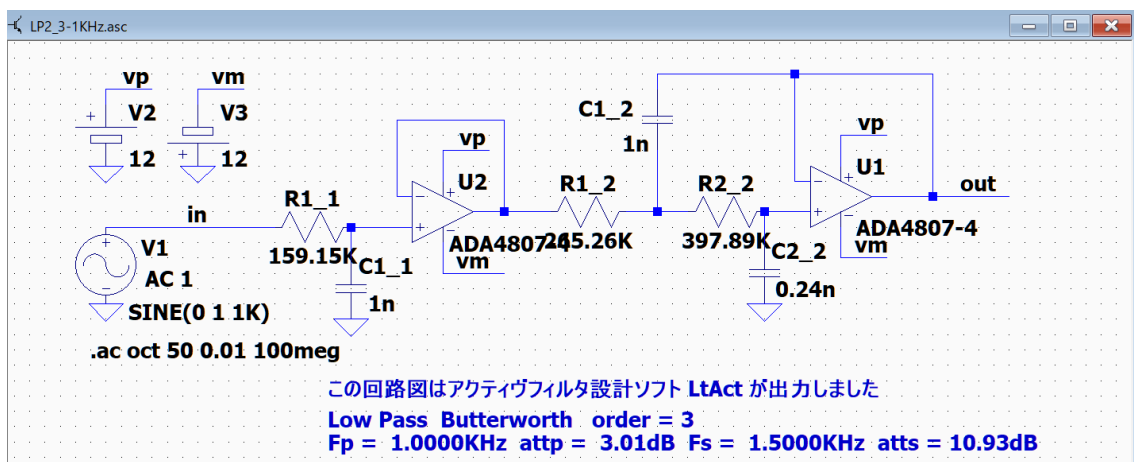 LP2_3-1KHz.asc
vp
vm
V2
V3
12
12
in
V1
AC 1
SINE(0 1 1K)
.ac oct 50 0.01 100meg
R1_1
159.15K
C1_1
1n
vp
U2
ADA4807-4
vm
R1_2
265.26K
C1_2
1n
R2_2
397.89K
C2_2
0.24n
vp
U1
ADA4807-4
vm
out
この回路図はアクティヴフィルタ設計ソフト LtAct が出力しました
Low Pass Butterworth order = 3
Fp = 1.0000KHz attp = 3.01dB Fs = 1.5000KHz atts = 10.93dB